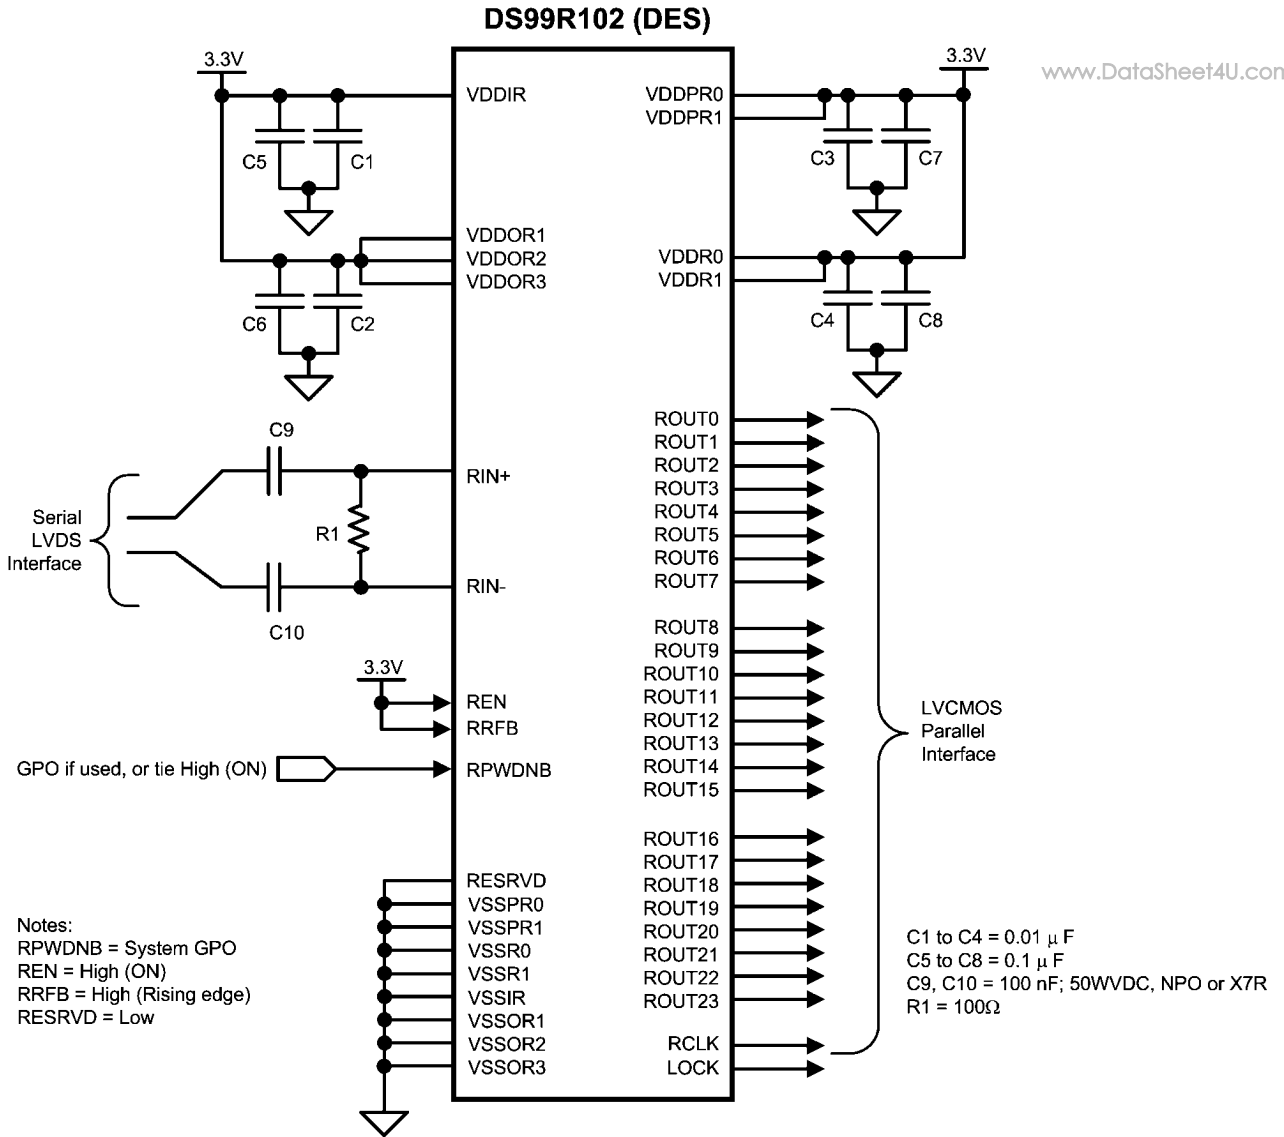 DS99R102 (DES)
www.DataSheet4U.com
3.3V
3.3V
VDDIR
C5
C1
VDDOR1
VDDOR2
VDDOR3
C6
C2
VDDPR0
VDDPR1
C3
C7
VDDR0
VDDR1
C4
C8
C9
RIN+
Serial
LVDS
Interface
R1
RIN-
C10
3.3V
REN
RRFB
GPO if used, or tie High (ON)
RPWDNB
RESRVD
VSSPR0
VSSPR1
VSSR0
VSSR1
VSSIR
VSSOR1
VSSOR2
VSSOR3
ROUT0
ROUT1
ROUT2
ROUT3
ROUT4
ROUT5
ROUT6
ROUT7
ROUT8
ROUT9
ROUT10
ROUT11
ROUT12
ROUT13
ROUT14
ROUT15
ROUT16
ROUT17
ROUT18
ROUT19
ROUT20
ROUT21
ROUT22
ROUT23
RCLK
LOCK
LVCMOS
Parallel
Interface
Notes:
RPWDNB = System GPO
REN = High (ON)
RRFB = High (Rising edge)
RESRVD = Low
C1 to C4 = 0.01 μ F
C5 to C8 = 0.1 μ F
C9, C10 = 100 nF; 50WVDC, NPO or X7R
R1 = 100Ω